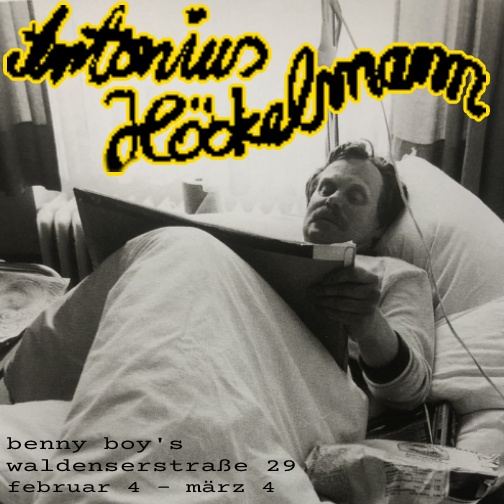 Antonius
Höckelmann
benny boy's
waldenserstraße 29
februar 4 - märz 4